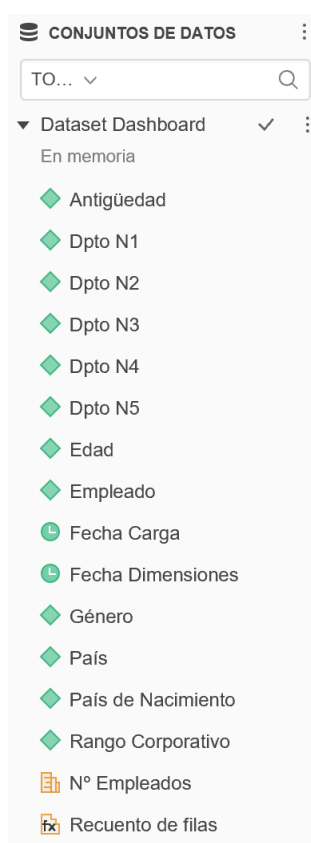 CONJUNTOS DE DATOS
TO...
Dataset Dashboard
En memoria
Antigüedad
Dpto N1
Dpto N2
Dpto N3
Dpto N4
Dpto N5
Edad
Empleado
Fecha Carga
Fecha Dimensiones
Género
País
País de Nacimiento
Rango Corporativo
Nº Empleados
fx Recuento de filas